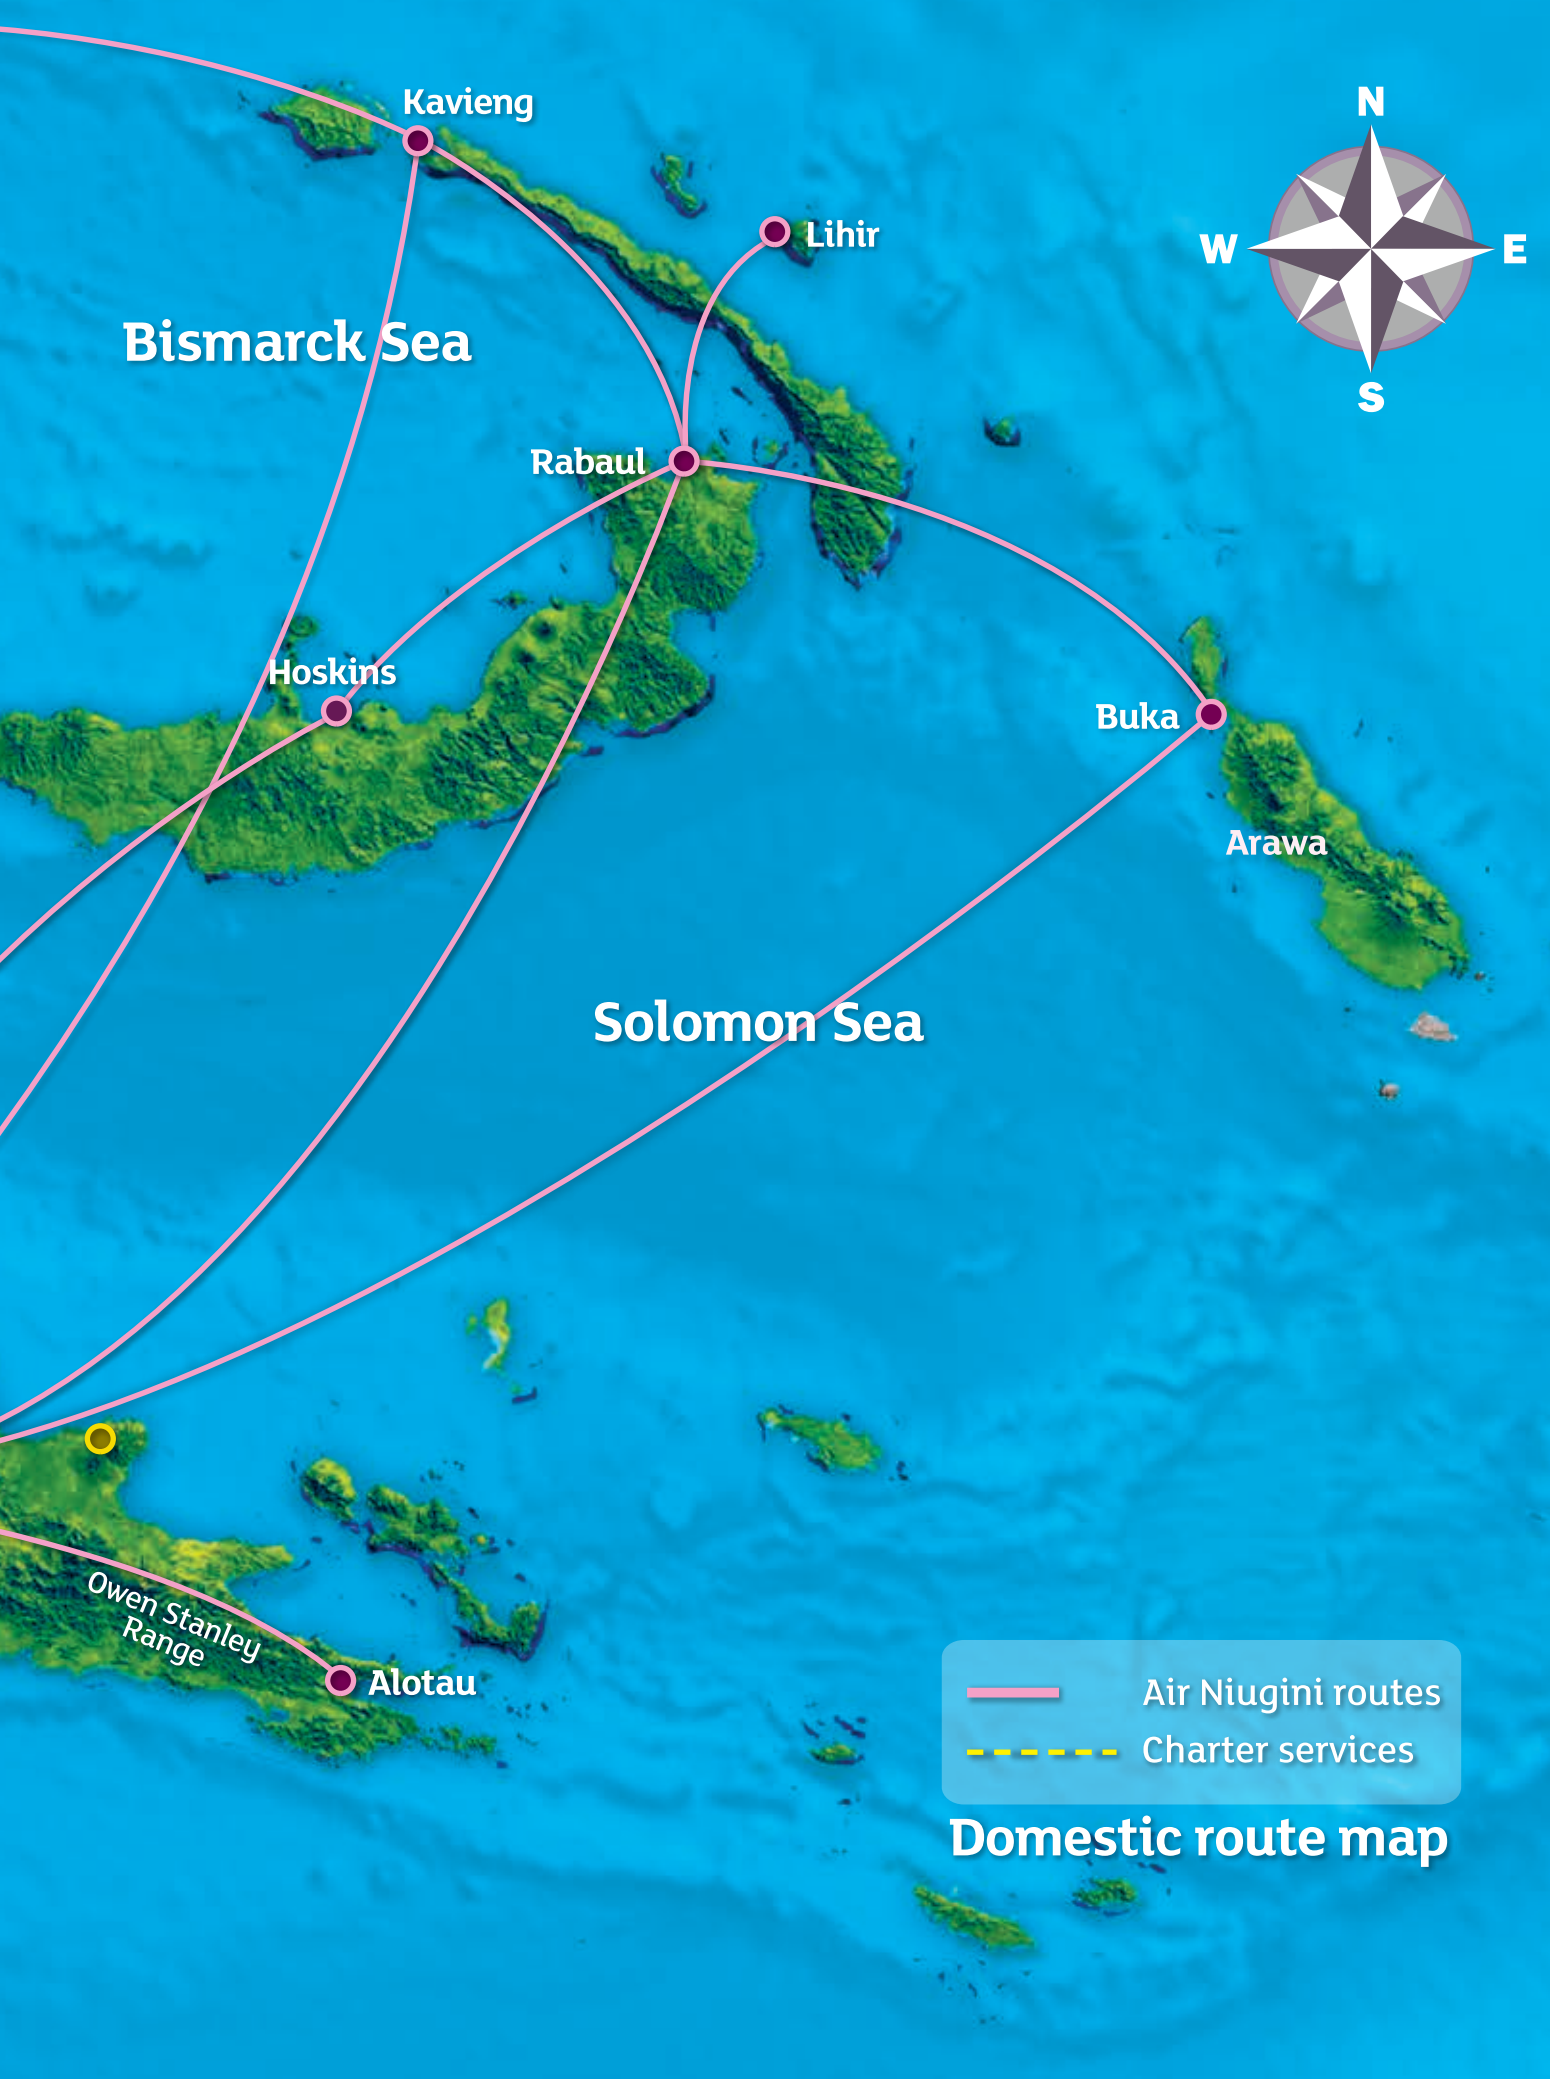 N
Kavieng
Lihir
W
E
Bismarck Sea
S
Rabaul
Hoskins
Buka
Arawa
Solomon Sea
Owen Stanley
Range
Alotau
Air Niugini routes
Charter services
Domestic route map